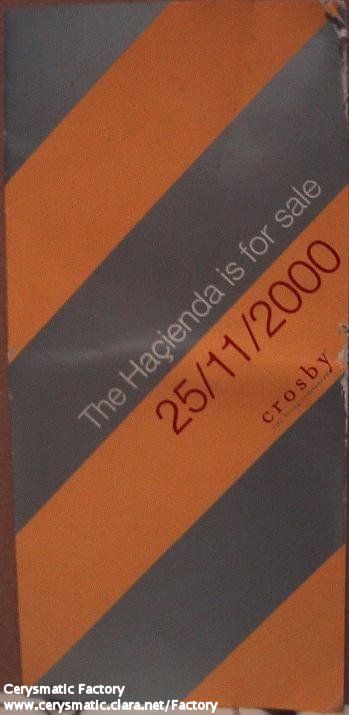 The Haçienda is for sale
25/11/2000
crosby
Cerysmatic Factory
www.cerysmatic.clara.net/Factory